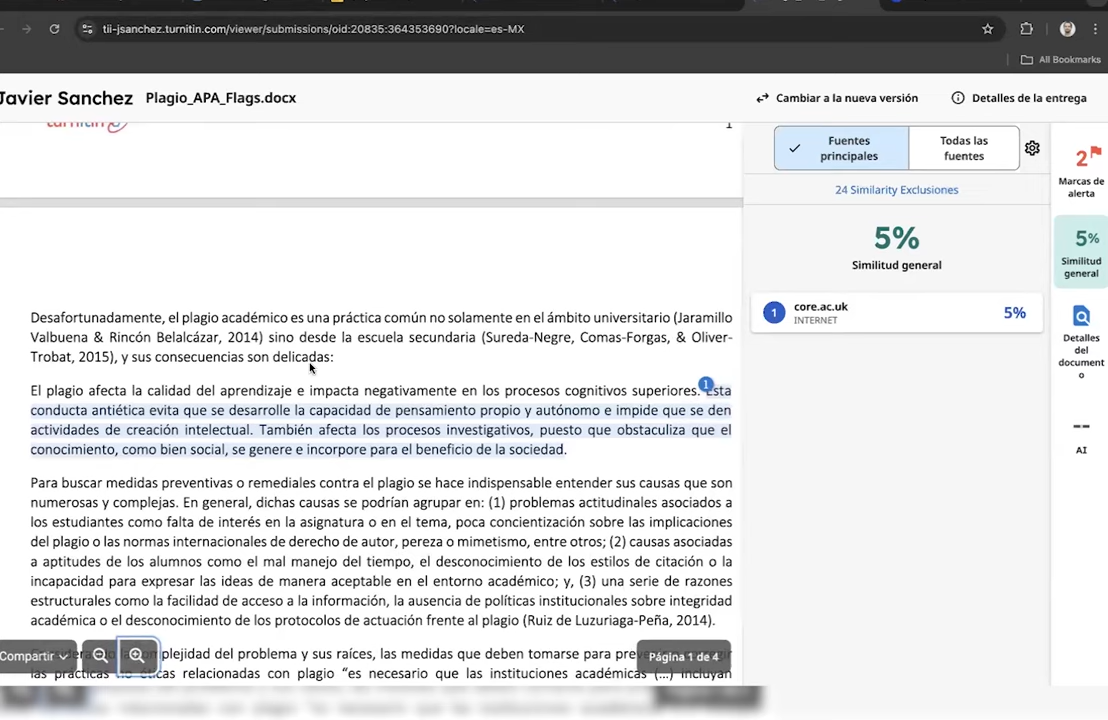 tii-jsanchez.turnitin.com/viewer/submissions/oid:20835:364353690?locale=es-MX
All Bookmarks
Javier Sanchez Plagio_APA_Flags.docx
Cambiar a la nueva versión
Detalles de la entrega
turnitin
1
Fuentes principales
Todas las fuentes
24 Similarity Exclusiones
5%
Similitud general
1 core.ac.uk 5%
INTERNET
2
Marcas de alerta
5%
Similitud general
Detalles del documento
--
AI
Desafortunadamente, el plagio académico es una práctica común no solamente en el ámbito universitario (Jaramillo
Valbuena & Rincón Belalcázar, 2014) sino desde la escuela secundaria (Sureda-Negre, Comas-Forgas, & Oliver-
Trobat, 2015), y sus consecuencias son delicadas:
El plagio afecta la calidad del aprendizaje e impacta negativamente en los procesos cognitivos superiores. 1 Esta
conducta antiética evita que se desarrolle la capacidad de pensamiento propio y autónomo e impide que se den
actividades de creación intelectual. También afecta los procesos investigativos, puesto que obstaculiza que el
conocimiento, como bien social, se genere e incorpore para el beneficio de la sociedad.
Para buscar medidas preventivas o remediales contra el plagio se hace indispensable entender sus causas que son
numerosas y complejas. En general, dichas causas se podrían agrupar en: (1) problemas actitudinales asociados a
los estudiantes como falta de interés en la asignatura o en el tema, poca concientización sobre las implicaciones
del plagio o las normas internacionales de derecho de autor, pereza o mimetismo, entre otros; (2) causas asociadas
a aptitudes de los alumnos como el mal manejo del tiempo, el desconocimiento de los estilos de citación o la
incapacidad para expresar las ideas de manera aceptable en el entorno académico; y, (3) una serie de razones
estructurales como la facilidad de acceso a la información, la ausencia de políticas institucionales sobre integridad
académica o el desconocimiento de los protocolos de actuación frente al plagio (Ruiz de Luzuriaga-Peña, 2014).
la complejidad del problema y sus raíces, las medidas que deben tomarse para
las prácticas no éticas relacionadas con plagio “es necesario que las instituciones académicas (...) incluyan
Compartir
Página 1 de 4